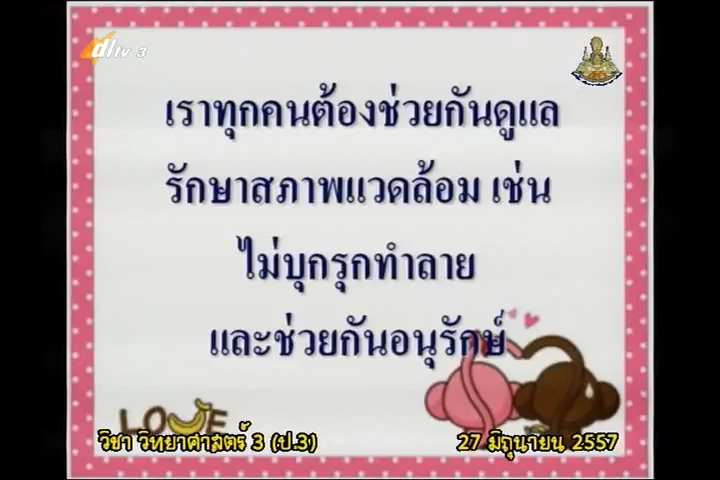 dltv 3
เราทุกคนต้องช่วยกันดูแล
รักษาสภาพแวดล้อม เช่น
ไม่บุกรุกทำลาย
และช่วยกันอนุรักษ์
LOVE
วิชา วิทยาศาสตร์ 3 (ป.3)
27 มิถุนายน 2557